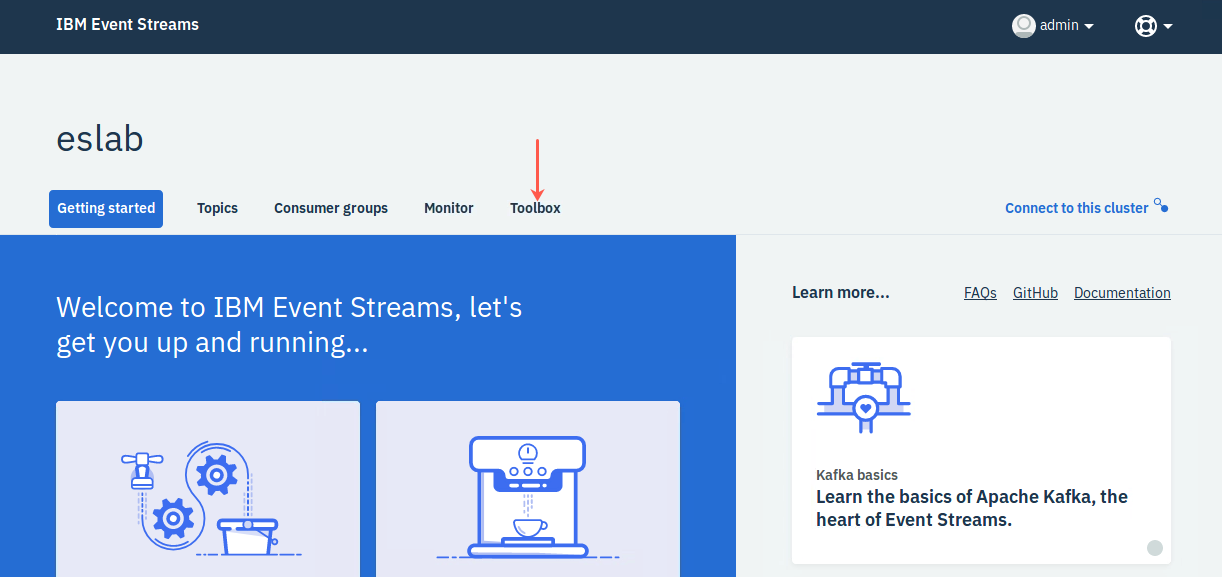 IBM Event Streams
admin
eslab
Getting started
Topics
Consumer groups
Monitor
Toolbox
Connect to this cluster
Welcome to IBM Event Streams, let's
get you up and running...
Learn more...
FAQs
GitHub
Documentation
Kafka basics
Learn the basics of Apache Kafka, the
heart of Event Streams.